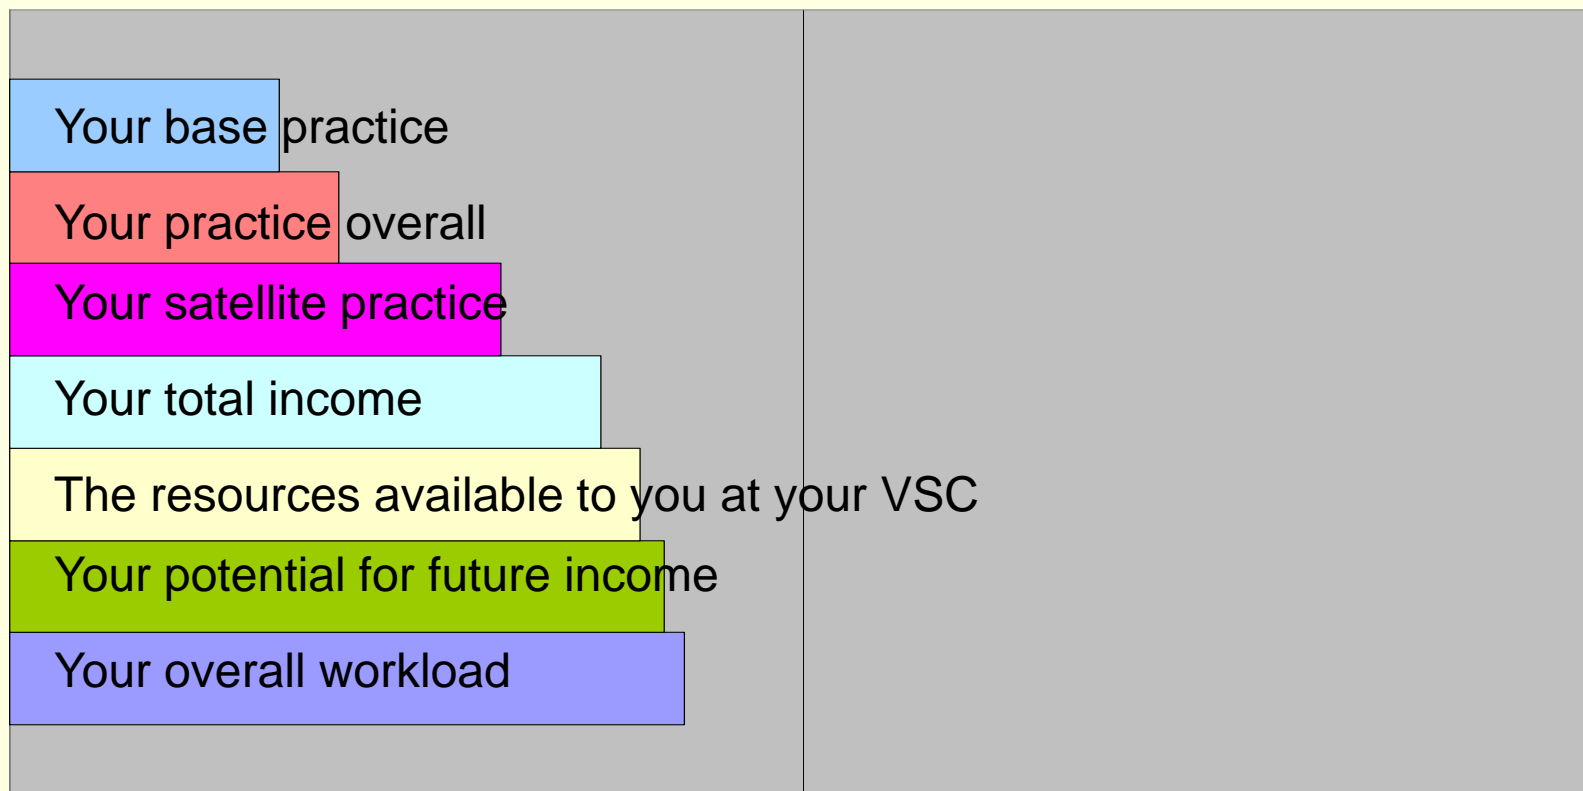 Your base practice
Your practice overall
Your satellite practice
Your total income
The resources available to you at your VSC
Your potential for future income
Your overall workload